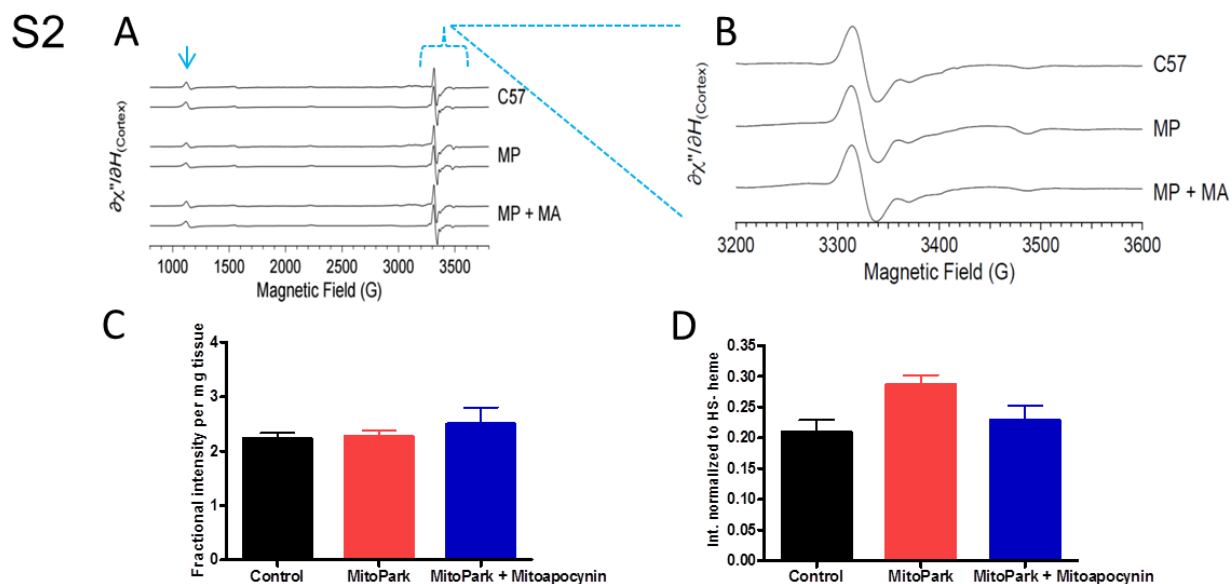 S2
A
∂χ"/∂H(Cortex)
C57
MP
MP + MA
1000 1500 2000 2500 3000 3500
Magnetic Field (G)
B
∂χ"/∂H(Cortex)
C57
MP
MP + MA
3200 3300 3400 3500 3600
Magnetic Field (G)
C
Fractional intensity per mg tissue
4
3
2
1
0
Control MitoPark MitoPark + Mitoapocynin
D
Int. normalized to HS- heme
0.35
0.30
0.25
0.20
0.15
0.10
0.05
0.00
Control MitoPark MitoPark + Mitoapocynin